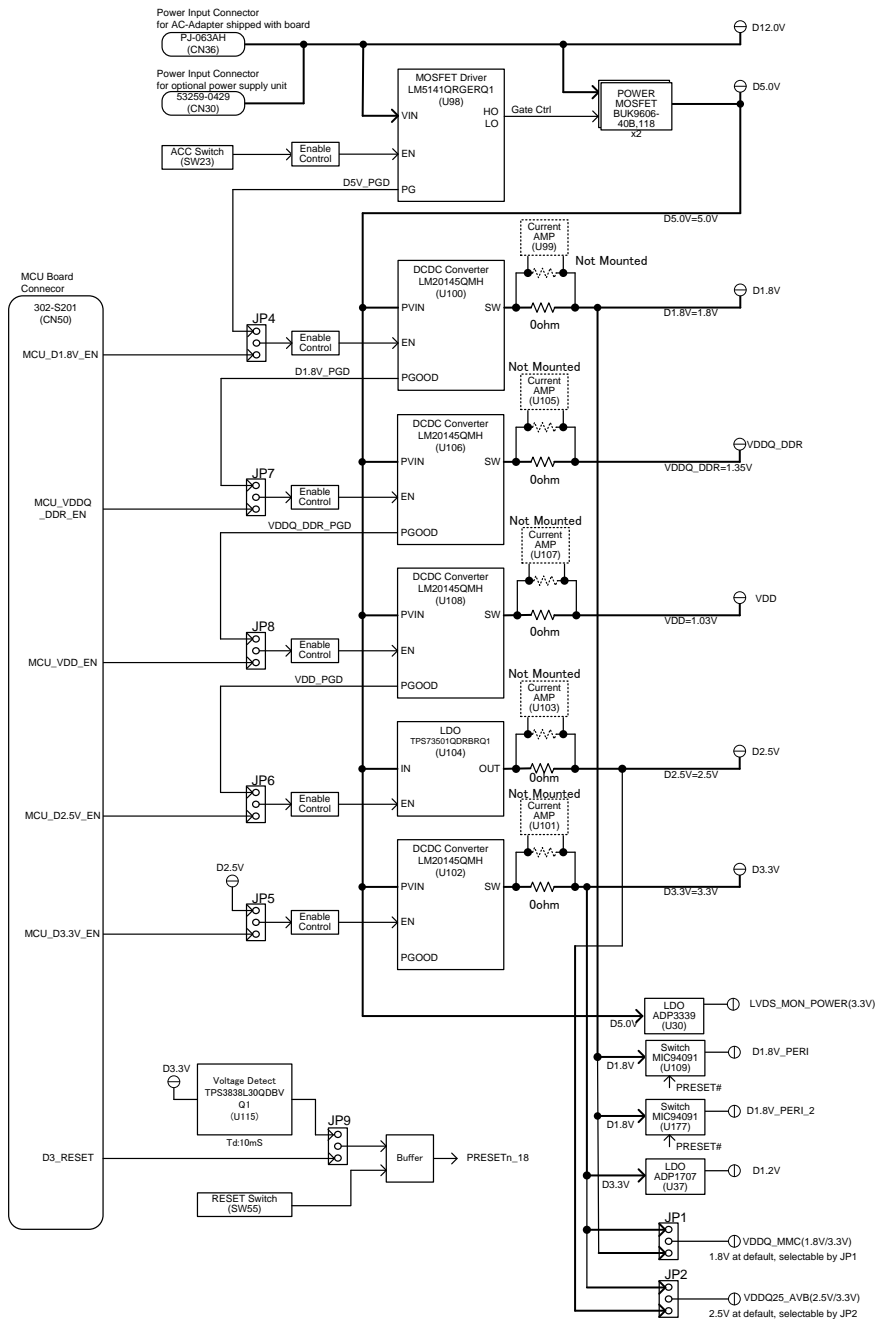 Power Input Connector
for AC-Adapter shipped with board
PJ-063AH
(CN36)
D12.0V
Power Input Connector
for optional power supply unit
53259-0429
(CN30)
MOSFET Driver
LM5141QRGERQ1
(U98)
VIN
HO
LO
EN
PG
Gate Ctrl
POWER
MOSFET
BUK9606-
40B,118
x2
D5.0V
ACC Switch
(SW23)
Enable
Control
D5V_PGD
D5.0V=5.0V
Current
AMP
(U99)
Not Mounted
MCU Board
Connecor
302-S201
(CN50)
DCDC Converter
LM20145QMH
(U100)
PVIN
SW
EN
PGOOD
0ohm
D1.8V
D1.8V=1.8V
JP4
Enable
Control
MCU_D1.8V_EN
D1.8V_PGD
Not Mounted
Current
AMP
(U105)
DCDC Converter
LM20145QMH
(U106)
PVIN
SW
EN
PGOOD
0ohm
VDDQ_DDR
VDDQ_DDR=1.35V
JP7
Enable
Control
MCU_VDDQ
_DDR_EN
VDDQ_DDR_PGD
Not Mounted
Current
AMP
(U107)
DCDC Converter
LM20145QMH
(U108)
PVIN
SW
EN
PGOOD
0ohm
VDD
VDD=1.03V
JP8
Enable
Control
MCU_VDD_EN
VDD_PGD
Not Mounted
Current
AMP
(U103)
LDO
TPS73501QDRBRQ1
(U104)
IN
OUT
EN
0ohm
D2.5V
D2.5V=2.5V
JP6
Enable
Control
MCU_D2.5V_EN
Not Mounted
Current
AMP
(U101)
DCDC Converter
LM20145QMH
(U102)
PVIN
SW
EN
PGOOD
0ohm
D3.3V
D3.3V=3.3V
D2.5V
JP5
Enable
Control
MCU_D3.3V_EN
D5.0V
LDO
ADP3339
(U30)
LVDS_MON_POWER(3.3V)
D1.8V
Switch
MIC94091
(U109)
D1.8V_PERI
PRESET#
D1.8V
Switch
MIC94091
(U177)
D1.8V_PERI_2
PRESET#
D3.3V
LDO
ADP1707
(U37)
D1.2V
D3.3V
Voltage Detect
TPS3838L30QDBV
Q1
(U115)
Td:10mS
JP9
D3_RESET
Buffer
PRESETn_18
RESET Switch
(SW55)
JP1
VDDQ_MMC(1.8V/3.3V)
1.8V at default, selectable by JP1
JP2
VDDQ25_AVB(2.5V/3.3V)
2.5V at default, selectable by JP2